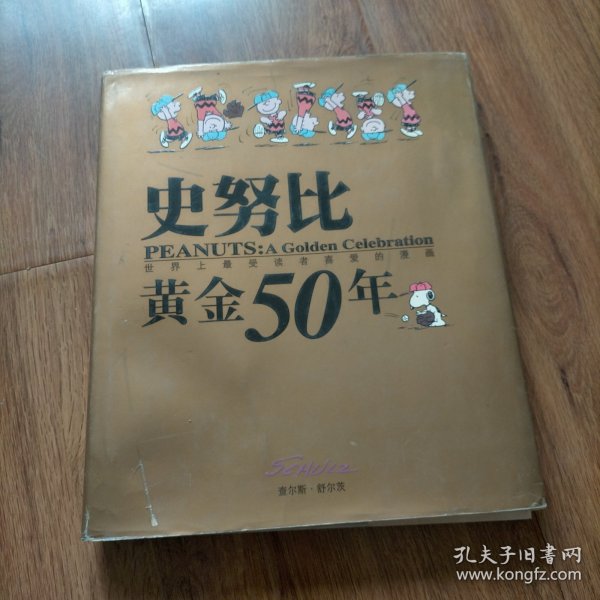 史努比
PEANUTS: A Golden Celebration
世界上最受读者喜爱的漫画
黄金50年
Schulz
查尔斯·舒尔茨
孔夫子旧书网
www.kongfz.com